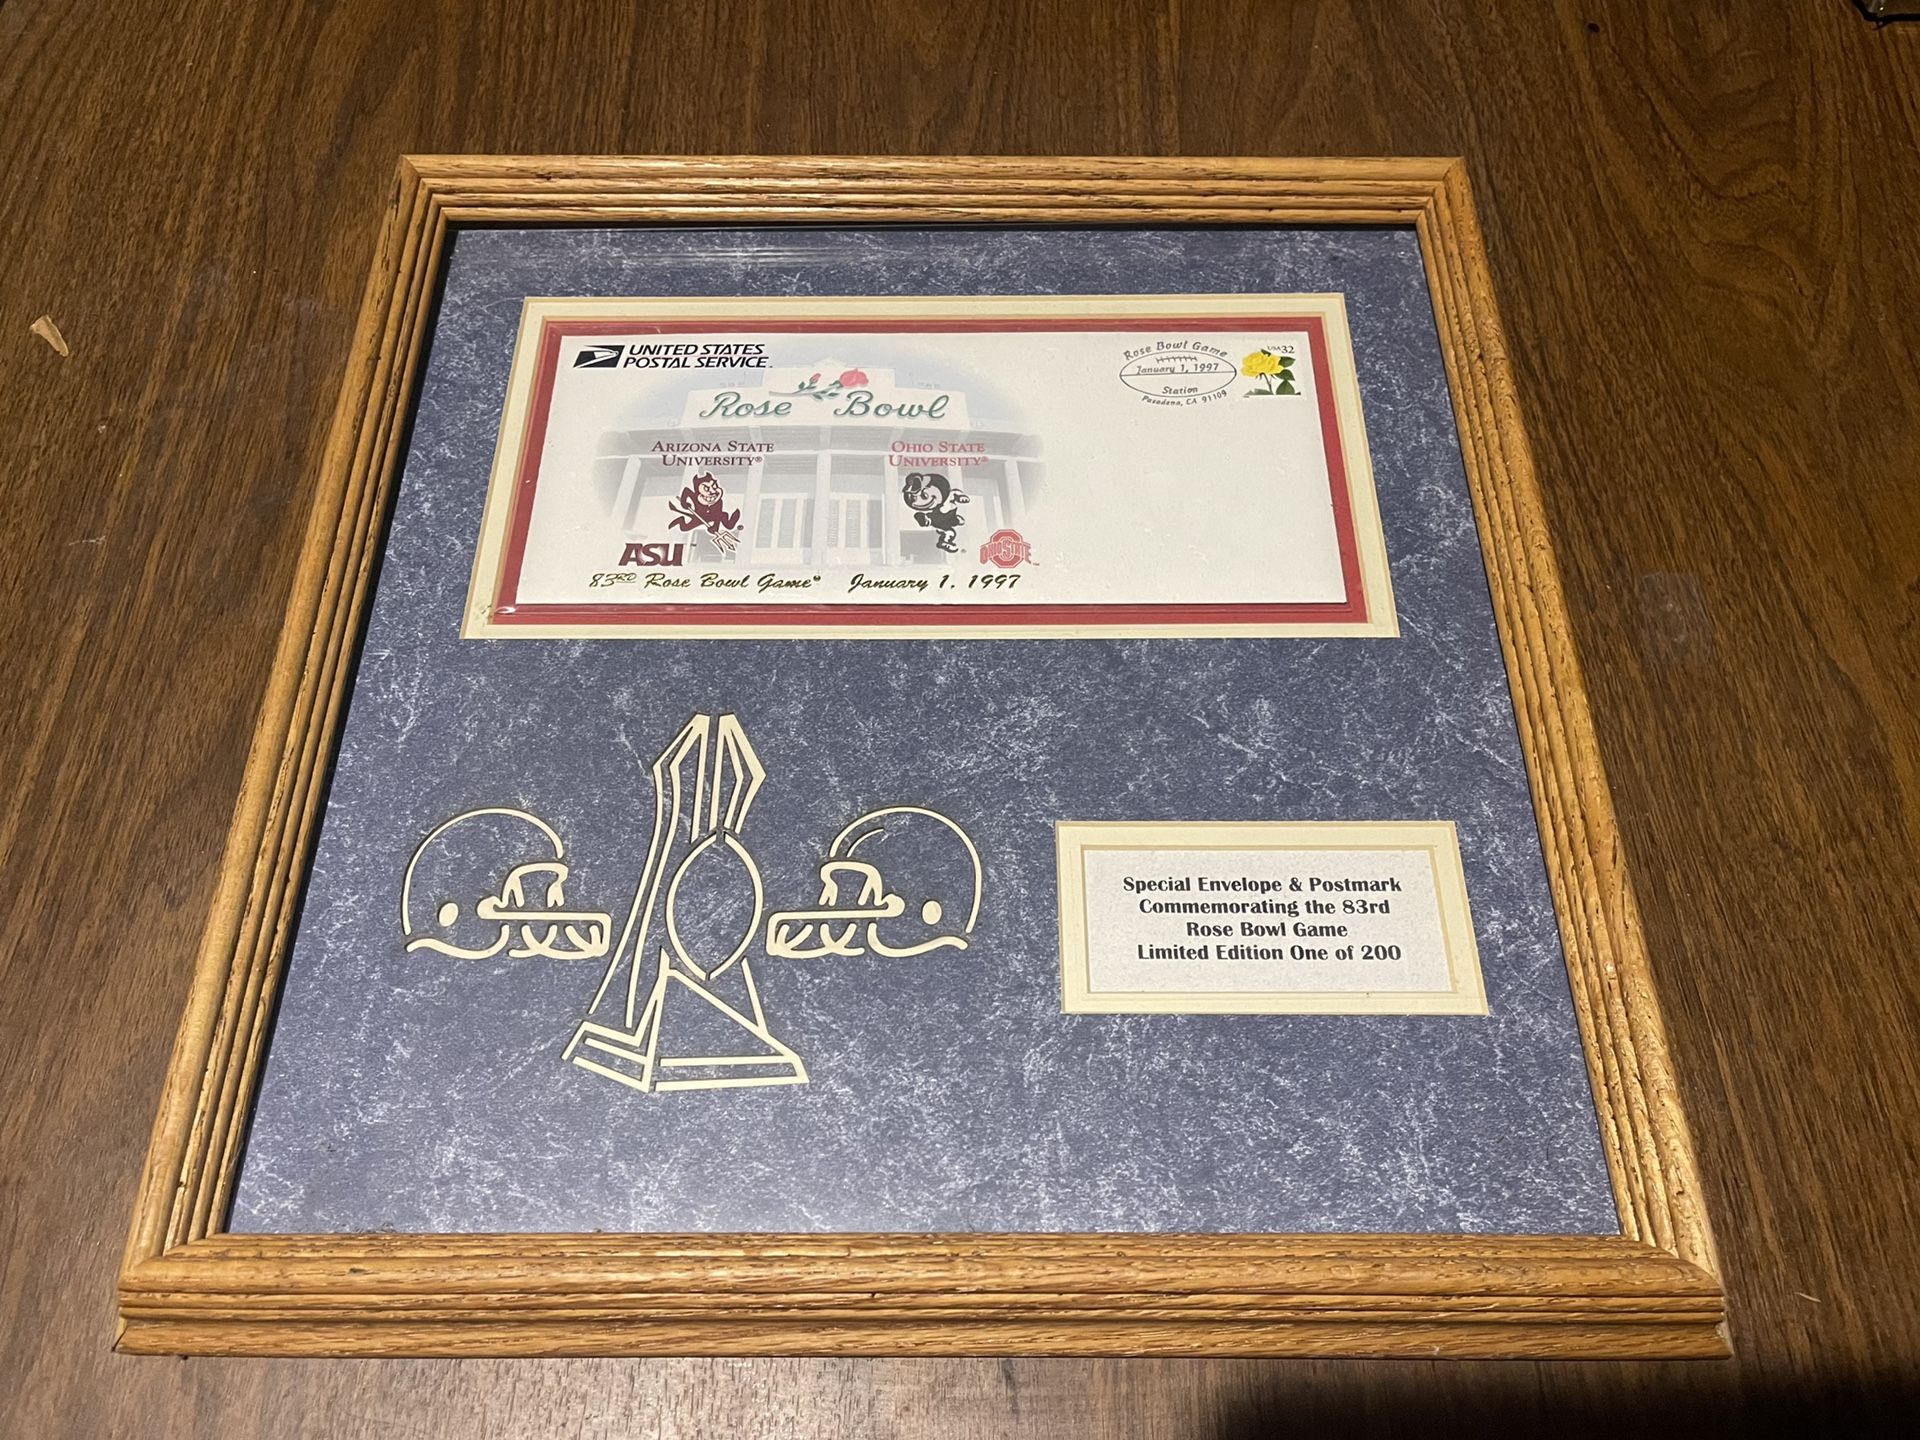 UNITED STATES
POSTAL SERVICE
Rose Bowl
ARIZONA STATE
UNIVERSITY®
OHIO STATE
UNIVERSITY®
ASU
OHIO STATE
83RD Rose Bowl Game® January 1, 1997
Rose Bowl Game
January 1, 1997
Station
Pasadena, CA 91109
USA 32
Special Envelope & Postmark
Commemorating the 83rd
Rose Bowl Game
Limited Edition One of 200